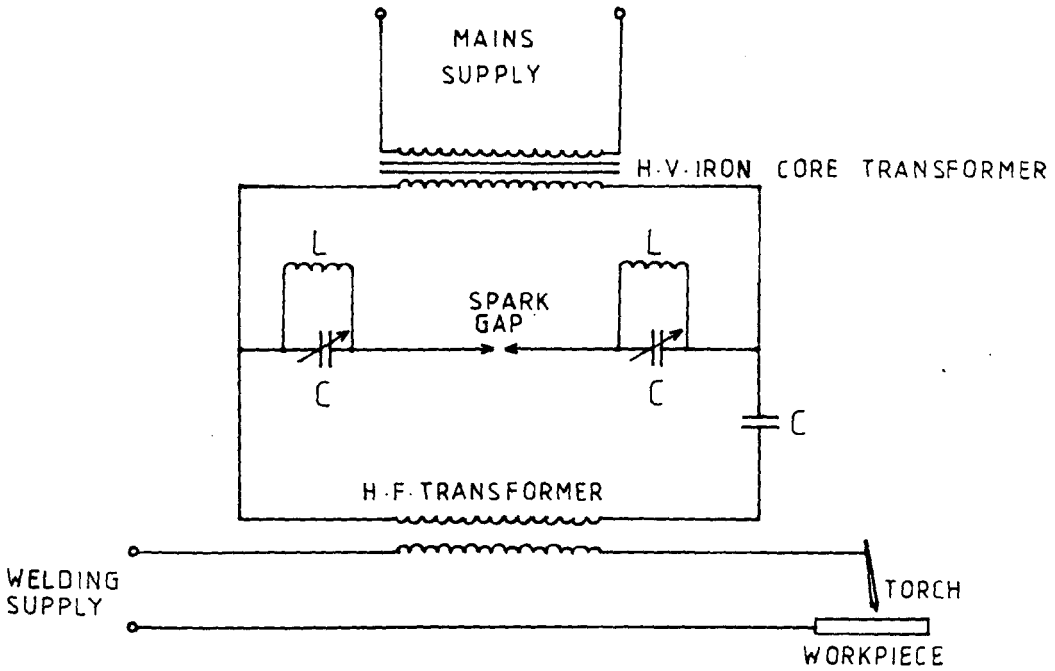 MAINS
SUPPLY
H.V. IRON CORE TRANSFORMER
L
L
SPARK
GAP
C
C
C
H.F. TRANSFORMER
WELDING
SUPPLY
TORCH
WORKPIECE